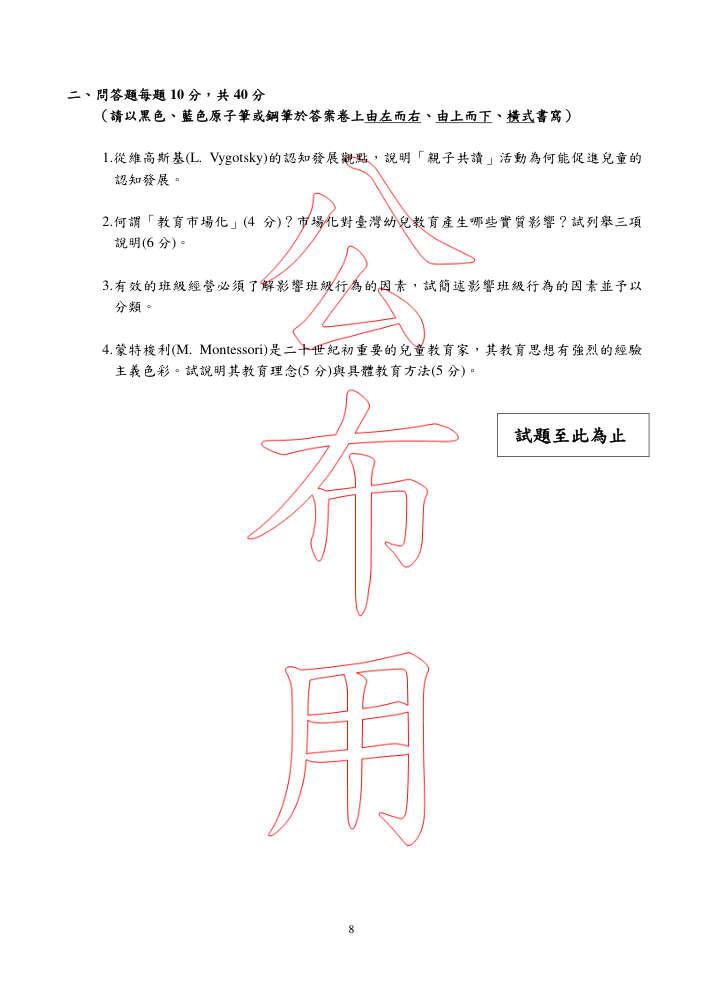 二、問答題每題 10 分，共 40 分
（請以黑色、藍色原子筆或鋼筆於答案卷上由左而右、由上而下、橫式書寫）
1.從維高斯基(L. Vygotsky)的認知發展觀點，說明「親子共讀」活動為何能促進兒童的
認知發展。
2.何謂「教育市場化」(4 分)？市場化對臺灣幼兒教育產生哪些實質影響？試列舉三項
說明(6 分)。
3.有效的班級經營必須了解影響班級行為的因素，試簡述影響班級行為的因素並予以
分類。
4.蒙特梭利(M. Montessori)是二十世紀初重要的兒童教育家，其教育思想有強烈的經驗
主義色彩。試說明其教育理念(5 分)與具體教育方法(5 分)。
試題至此為止
公
布
用
8